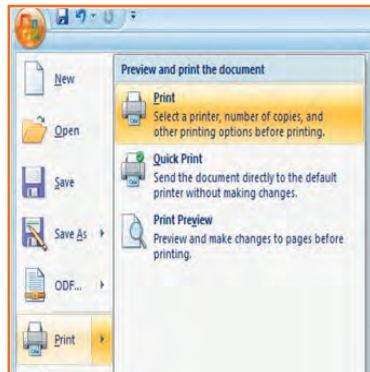 New
Open
Save
Save As
ODF...
Print
Preview and print the document
Print
Select a printer, number of copies, and
other printing options before printing.
Quick Print
Send the document directly to the default
printer without making changes.
Print Preview
Preview and make changes to pages before
printing.